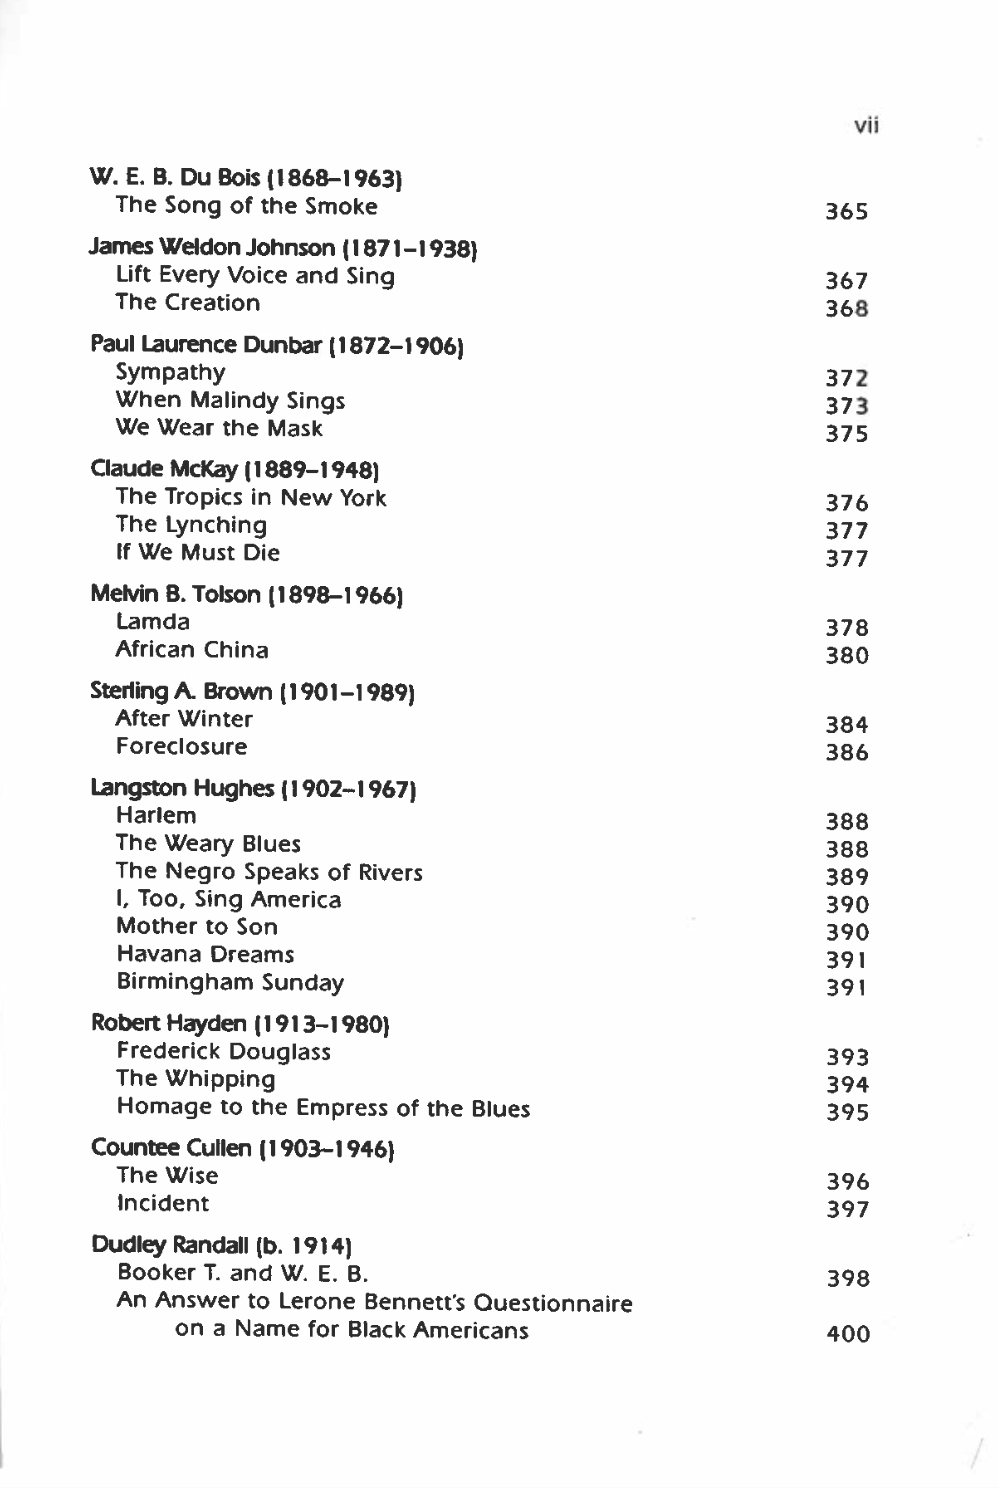 vii
W. E. B. Du Bois (1868–1963)
The Song of the Smoke 365
James Weldon Johnson (1871–1938)
Lift Every Voice and Sing 367
The Creation 368
Paul Laurence Dunbar (1872–1906)
Sympathy 372
When Malindy Sings 373
We Wear the Mask 375
Claude McKay (1889–1948)
The Tropics in New York 376
The Lynching 377
If We Must Die 377
Melvin B. Tolson (1898–1966)
Lamda 378
African China 380
Sterling A. Brown (1901–1989)
After Winter 384
Foreclosure 386
Langston Hughes (1902–1967)
Harlem 388
The Weary Blues 388
The Negro Speaks of Rivers 389
I, Too, Sing America 390
Mother to Son 390
Havana Dreams 391
Birmingham Sunday 391
Robert Hayden (1913–1980)
Frederick Douglass 393
The Whipping 394
Homage to the Empress of the Blues 395
Countee Cullen (1903–1946)
The Wise 396
Incident 397
Dudley Randall (b. 1914)
Booker T. and W. E. B. 398
An Answer to Lerone Bennett's Questionnaire
on a Name for Black Americans 400